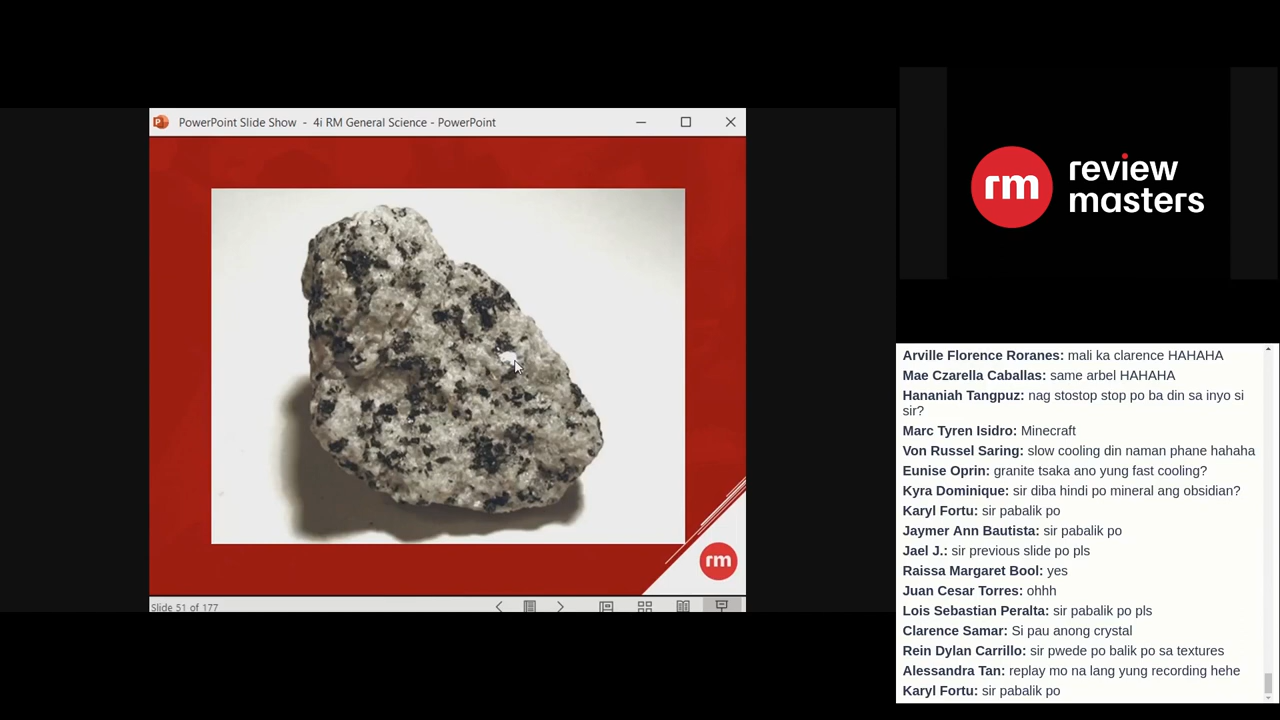 PowerPoint Slide Show - 4i RM General Science - PowerPoint
rm
Slide 51 of 177
rm
review
masters
Arville Florence Roranes: mali ka clarence HAHAHA
Mae Czarella Caballas: same arbel HAHAHA
Hananiah Tangpuz: nag stostop stop po ba din sa inyo si
sir?
Marc Tyren Isidro: Minecraft
Von Russel Saring: slow cooling din naman phane hahaha
Eunise Oprin: granite tsaka ano yung fast cooling?
Kyra Dominique: sir diba hindi po mineral ang obsidian?
Karyl Fortu: sir pabalik po
Jaymer Ann Bautista: sir pabalik po
Jael J.: sir previous slide po pls
Raissa Margaret Bool: yes
Juan Cesar Torres: ohhh
Lois Sebastian Peralta: sir pabalik po pls
Clarence Samar: Si pau anong crystal
Rein Dylan Carrillo: sir pwede po balik po sa textures
Alessandra Tan: replay mo na lang yung recording hehe
Karyl Fortu: sir pabalik po